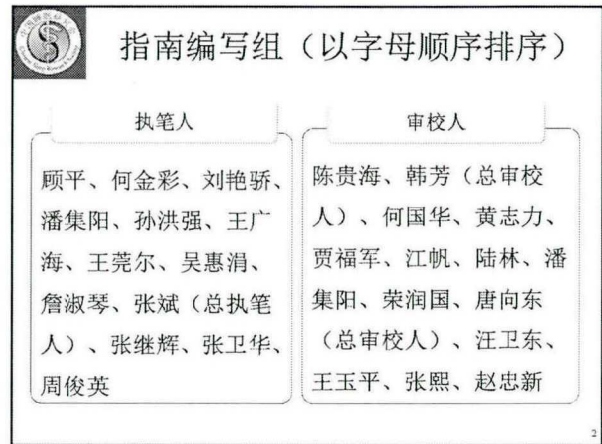 指南编写组（以字母顺序排序）
执笔人
顾平、何金彩、刘艳骄、
潘集阳、孙洪强、王广
海、王莞尔、吴惠涓、
詹淑琴、张斌（总执笔
人）、张继辉、张卫华、
周俊英
审校人
陈贵海、韩芳（总审校
人）、何国华、黄志力、
贾福军、江帆、陆林、潘
集阳、荣润国、唐向东
（总审校人）、汪卫东、
王玉平、张熙、赵忠新
2